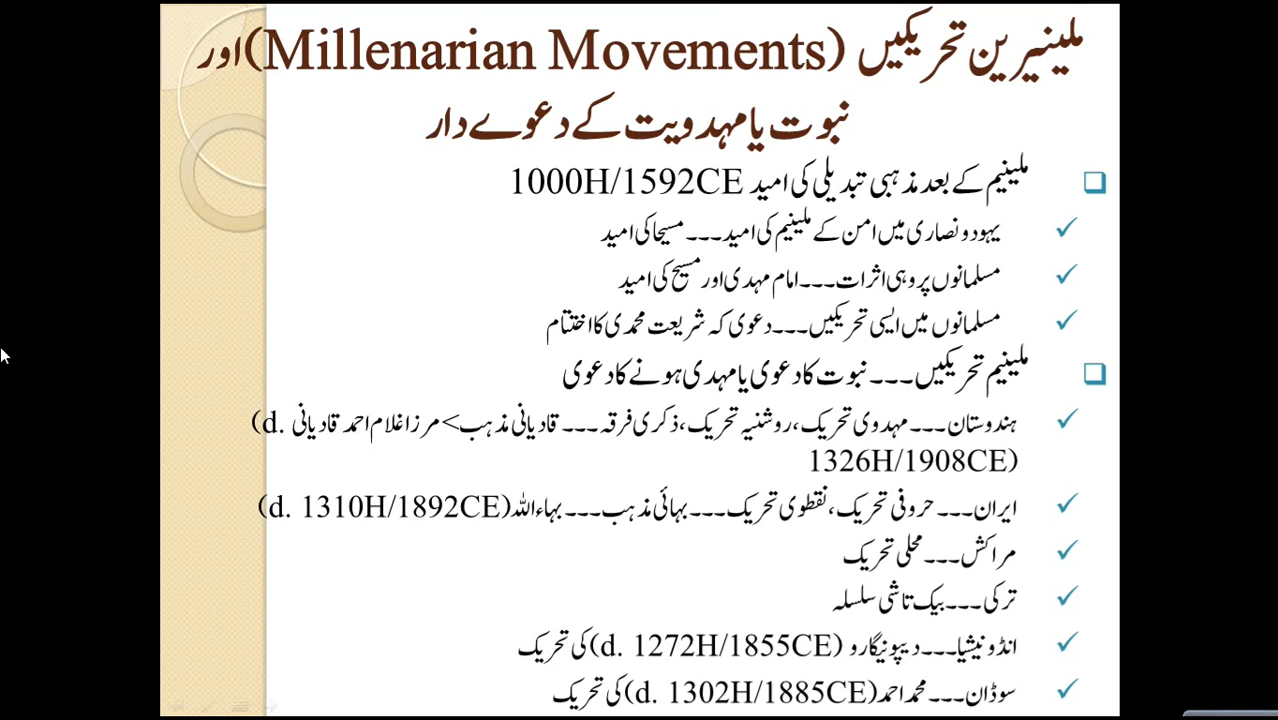 ملینیرین تحریکیں (Millenarian Movements) اور
نبوت یا مہدویت کے دعوے دار
ملینیم کے بعد مذہبی تبدیلی کی امید 1000H/1592CE
یہود و نصاری میں امن کے ملینیم کی امید۔۔۔ مسیحا کی امید
مسلمانوں پر وہی اثرات۔۔۔ امام مہدی اور مسیح کی امید
مسلمانوں میں ایسی تحریکیں۔۔۔ دعوی کہ شریعت محمدی کا اختتام
ملینیم تحریکیں۔۔۔ نبوت کا دعوی یا مہدی ہونے کا دعوی
ہندوستان۔۔۔ مہدوی تحریک، روشنیہ تحریک، ذکری فرقہ۔۔۔ قادیانی مذہب > مرزا غلام احمد قادیانی (d.
1326H/1908CE)
ایران۔۔۔ حروفی تحریک، نقطوی تحریک۔۔۔ بہائی مذہب۔۔۔ بہاء اللہ (d. 1310H/1892CE)
مراکش۔۔۔ محلی تحریک
ترکی۔۔۔ بیک تاشی سلسلہ
انڈونیشیا۔۔۔ دیپونیگارو (d. 1272H/1855CE) کی تحریک
سوڈان۔۔۔ محمد احمد (d. 1302H/1885CE) کی تحریک